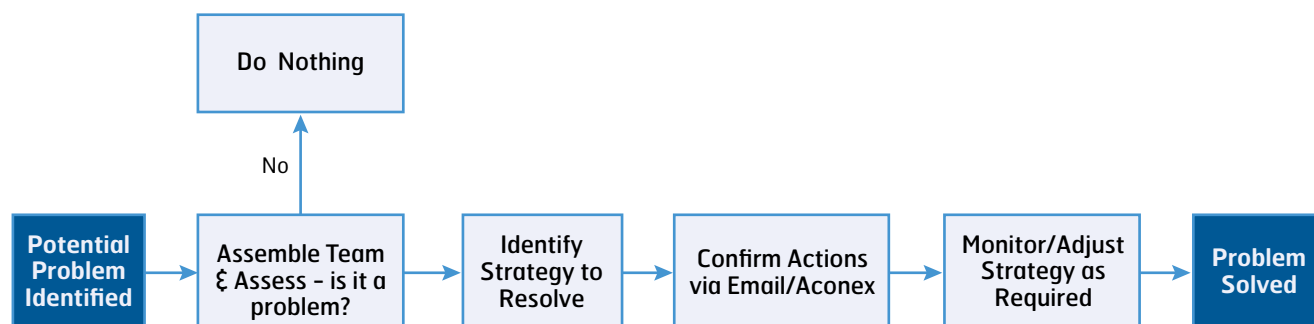 Do Nothing
No
Potential
Problem
Identified
Assemble Team
& Assess - is it a
problem?
Identify
Strategy to
Resolve
Confirm Actions
via Email/Aconex
Monitor/Adjust
Strategy as
Required
Problem
Solved